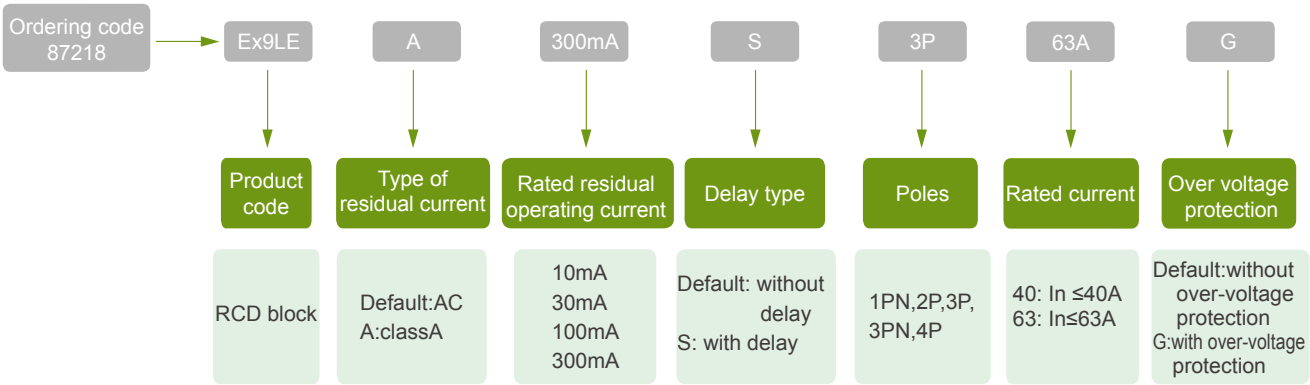 Ordering code
87218
Ex9LE
A
300mA
S
3P
63A
G
Product
code
Type of
residual current
Rated residual
operating current
Delay type
Poles
Rated current
Over voltage
protection
RCD block
Default:AC
A:classA
10mA
30mA
100mA
300mA
Default: without
delay
S: with delay
1PN,2P,3P,
3PN,4P
40: In ≤40A
63: In≤63A
Default:without
over-voltage
protection
G:with over-voltage
protection